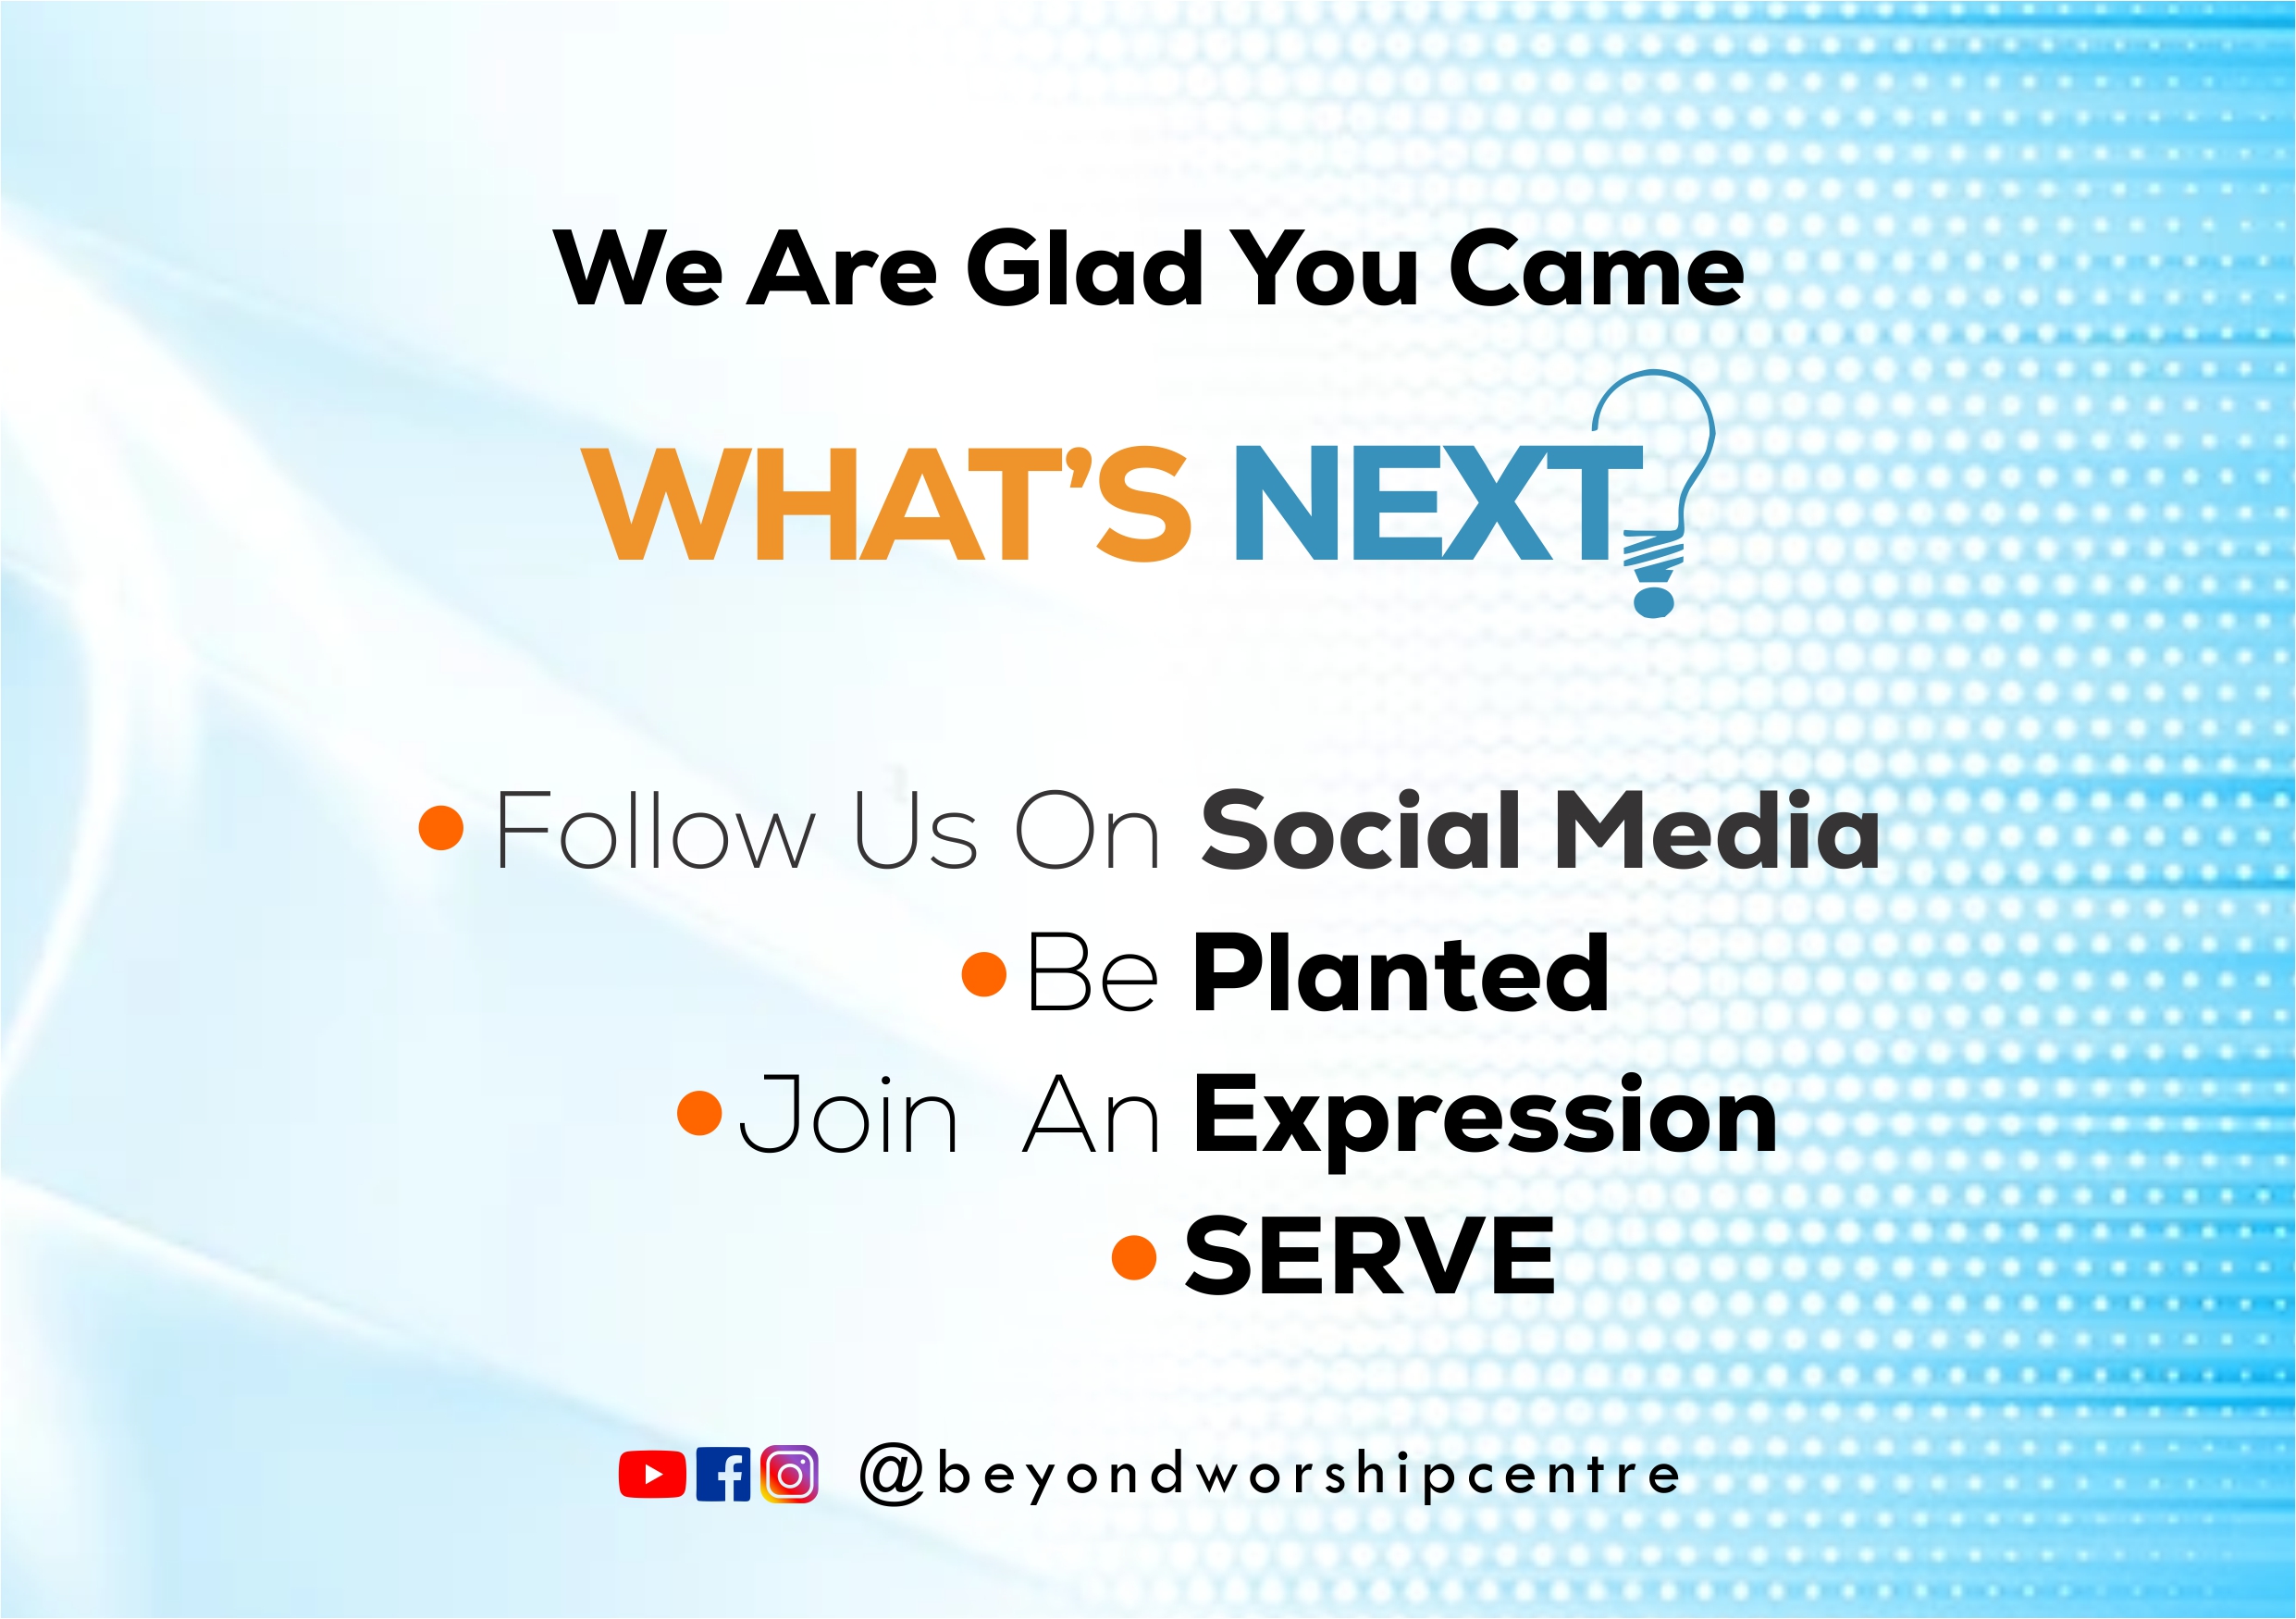 We Are Glad You Came
WHAT'S NEXT?
Follow Us On Social Media
Be Planted
Join An Expression
SERVE
@beyondworshipcentre